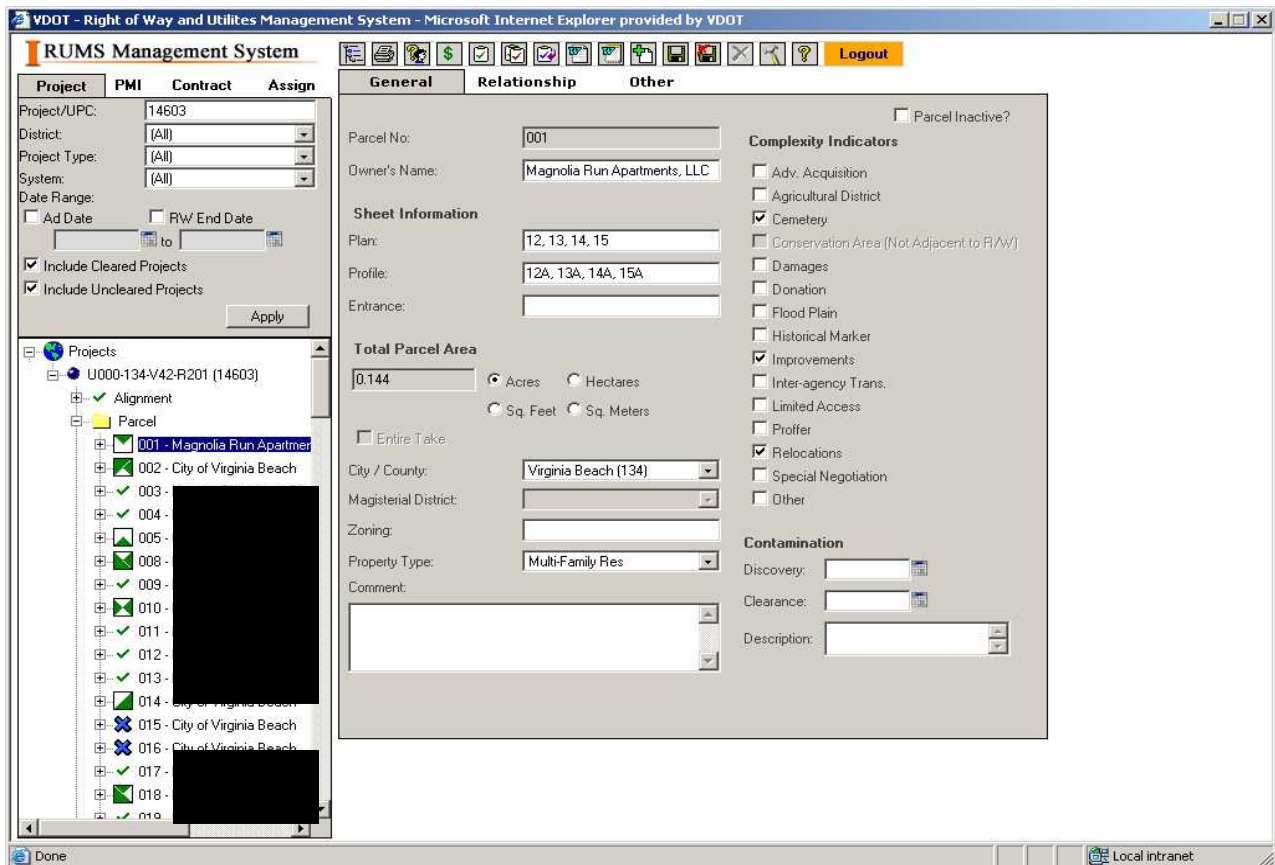 VDOT - Right of Way and Utilites Management System - Microsoft Internet Explorer provided by VDOT
RUMS Management System
Logout
Project PMI Contract Assign
Project/UPC: 14603
District: (All)
Project Type: (All)
System: (All)
Date Range:
Ad Date RW End Date
to
Include Cleared Projects
Include Uncleared Projects
Apply
Projects
U000-134-V42-R201 (14603)
Alignment
Parcel
001 - Magnolia Run Apartmer
002 - City of Virginia Beach
003 -
004 -
005 -
008 -
009 -
010 -
011 -
012 -
013 -
014 - City of Virginia Beach
015 - City of Virginia Beach
016 - City of Virginia Beach
017 -
018 -
019
General Relationship Other
Parcel Inactive?
Parcel No: 001
Owner's Name: Magnolia Run Apartments, LLC
Sheet Information
Plan: 12, 13, 14, 15
Profile: 12A, 13A, 14A, 15A
Entrance:
Total Parcel Area
0.144 Acres Hectares
Sq. Feet Sq. Meters
Entire Take
City / County: Virginia Beach (134)
Magisterial District:
Zoning:
Property Type: Multi-Family Res
Comment:
Complexity Indicators
Adv. Acquisition
Agricultural District
Cemetery
Conservation Area (Not Adjacent to R/W)
Damages
Donation
Flood Plain
Historical Marker
Improvements
Inter-agency Trans.
Limited Access
Proffer
Relocations
Special Negotiation
Other
Contamination
Discovery:
Clearance:
Description:
Done
Local intranet